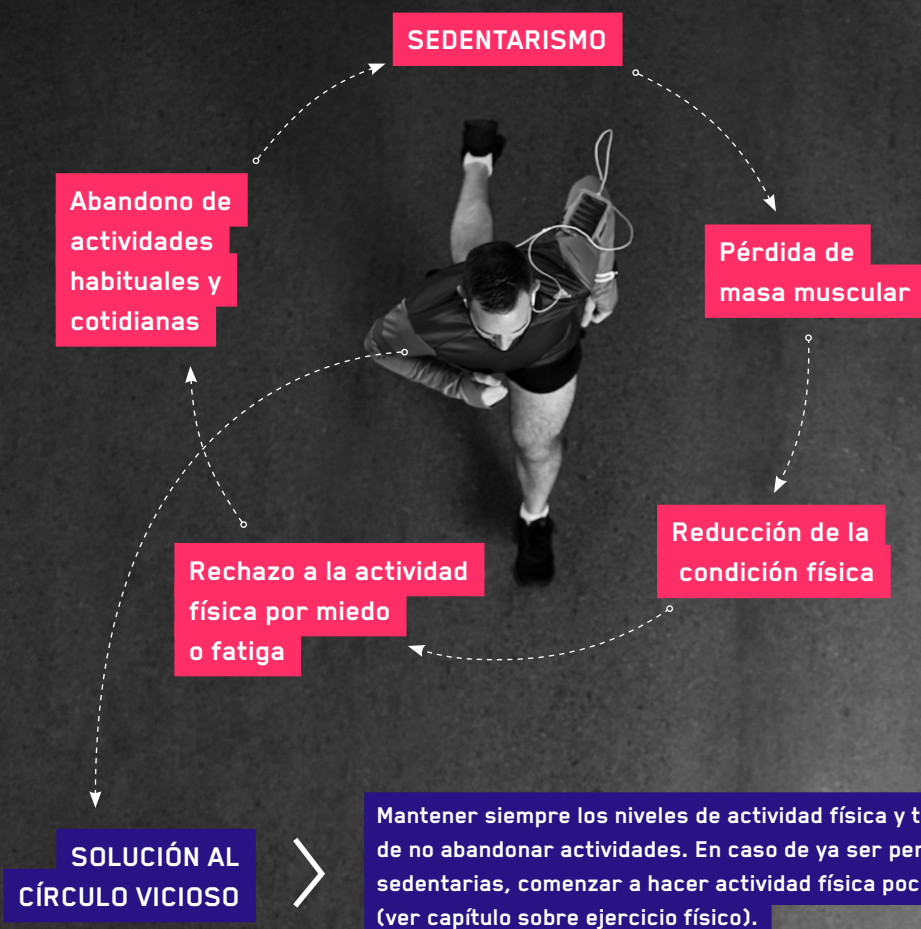 SEDENTARISMO
Pérdida de
masa muscular
Reducción de la
condición física
Rechazo a la actividad
física por miedo
o fatiga
Abandono de
actividades
habituales y
cotidianas
SOLUCIÓN AL
CÍRCULO VICIOSO
Mantener siempre los niveles de actividad física y
de no abandonar actividades. En caso de ya ser
sedentarias, comenzar a hacer actividad física
(ver capítulo sobre ejercicio físico).